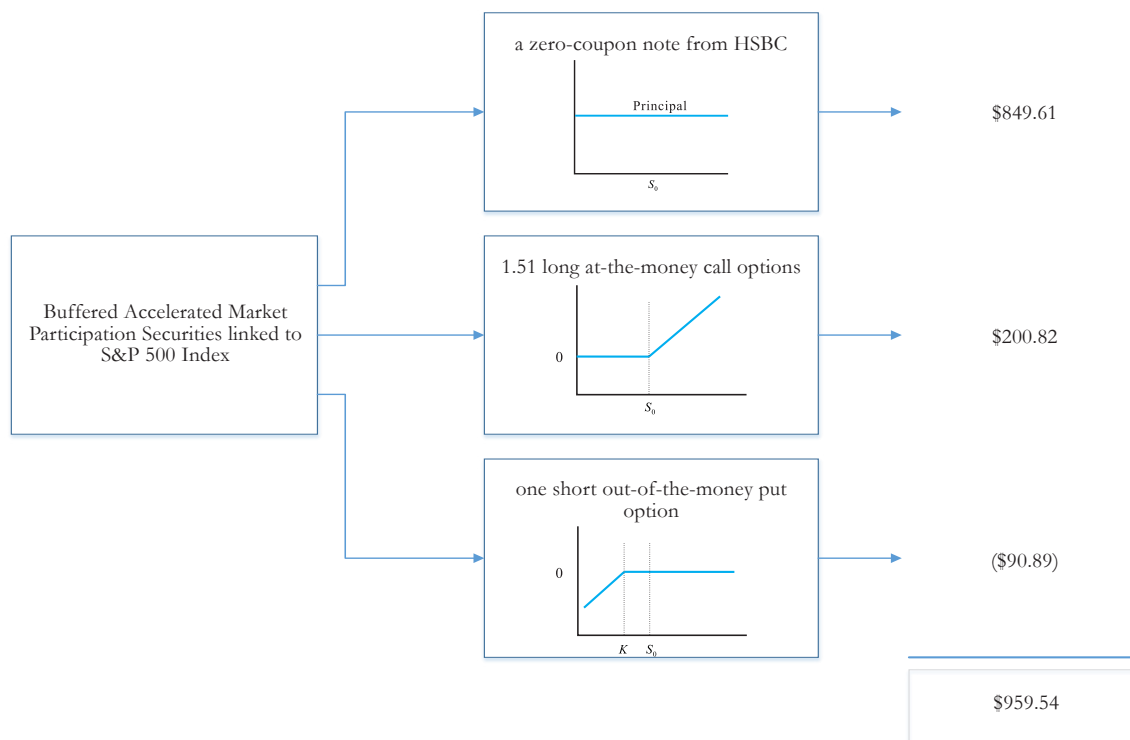 a zero-coupon note from HSBC
Principal
S₀
$849.61
Buffered Accelerated Market
Participation Securities linked to
S&P 500 Index
1.51 long at-the-money call options
0
S₀
$200.82
one short out-of-the-money put
option
0
K S₀
($90.89)
$959.54